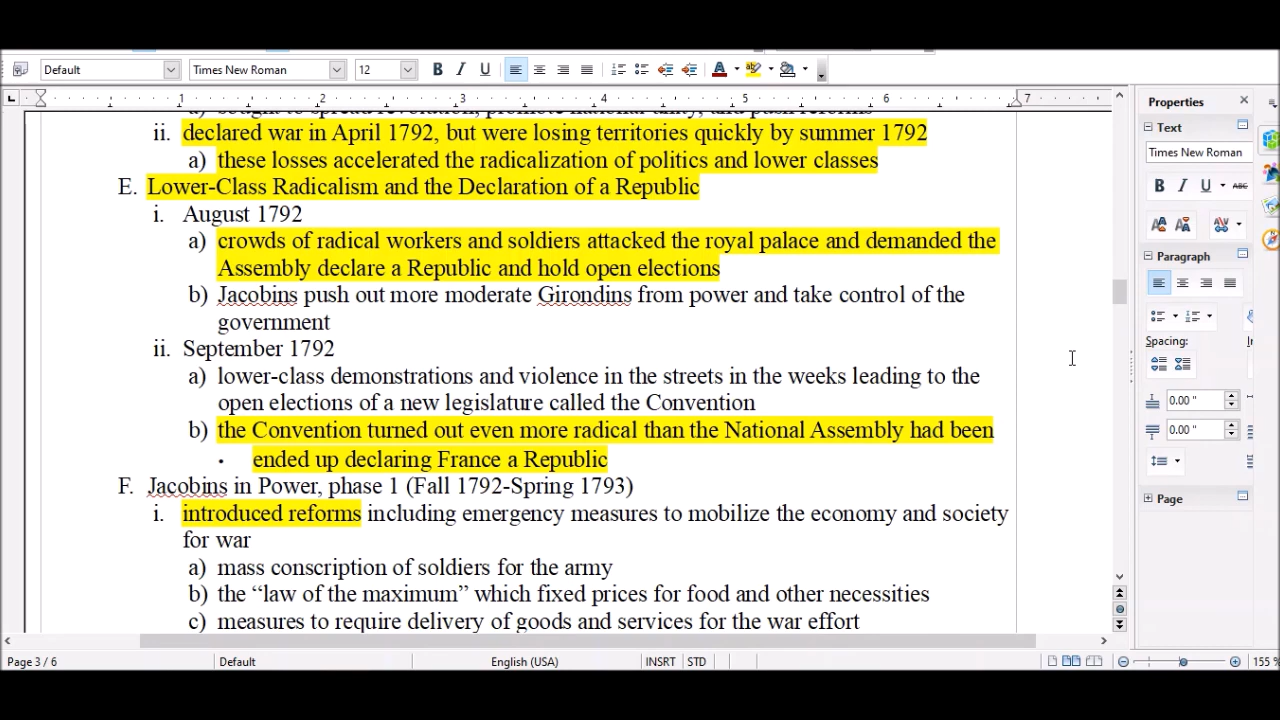 Default
Times New Roman
12
B I U
1 2 3 4 5 6 7
ii. declared war in April 1792, but were losing territories quickly by summer 1792
a) these losses accelerated the radicalization of politics and lower classes
E. Lower-Class Radicalism and the Declaration of a Republic
i. August 1792
a) crowds of radical workers and soldiers attacked the royal palace and demanded the
Assembly declare a Republic and hold open elections
b) Jacobins push out more moderate Girondins from power and take control of the
government
ii. September 1792
a) lower-class demonstrations and violence in the streets in the weeks leading to the
open elections of a new legislature called the Convention
b) the Convention turned out even more radical than the National Assembly had been
• ended up declaring France a Republic
F. Jacobins in Power, phase 1 (Fall 1792-Spring 1793)
i. introduced reforms including emergency measures to mobilize the economy and society
for war
a) mass conscription of soldiers for the army
b) the “law of the maximum” which fixed prices for food and other necessities
c) measures to require delivery of goods and services for the war effort
Properties
Text
Times New Roman
B I U ABC
Paragraph
Spacing:
0.00 "
0.00 "
Page
Page 3 / 6
Default
English (USA)
INSRT
STD
155 %